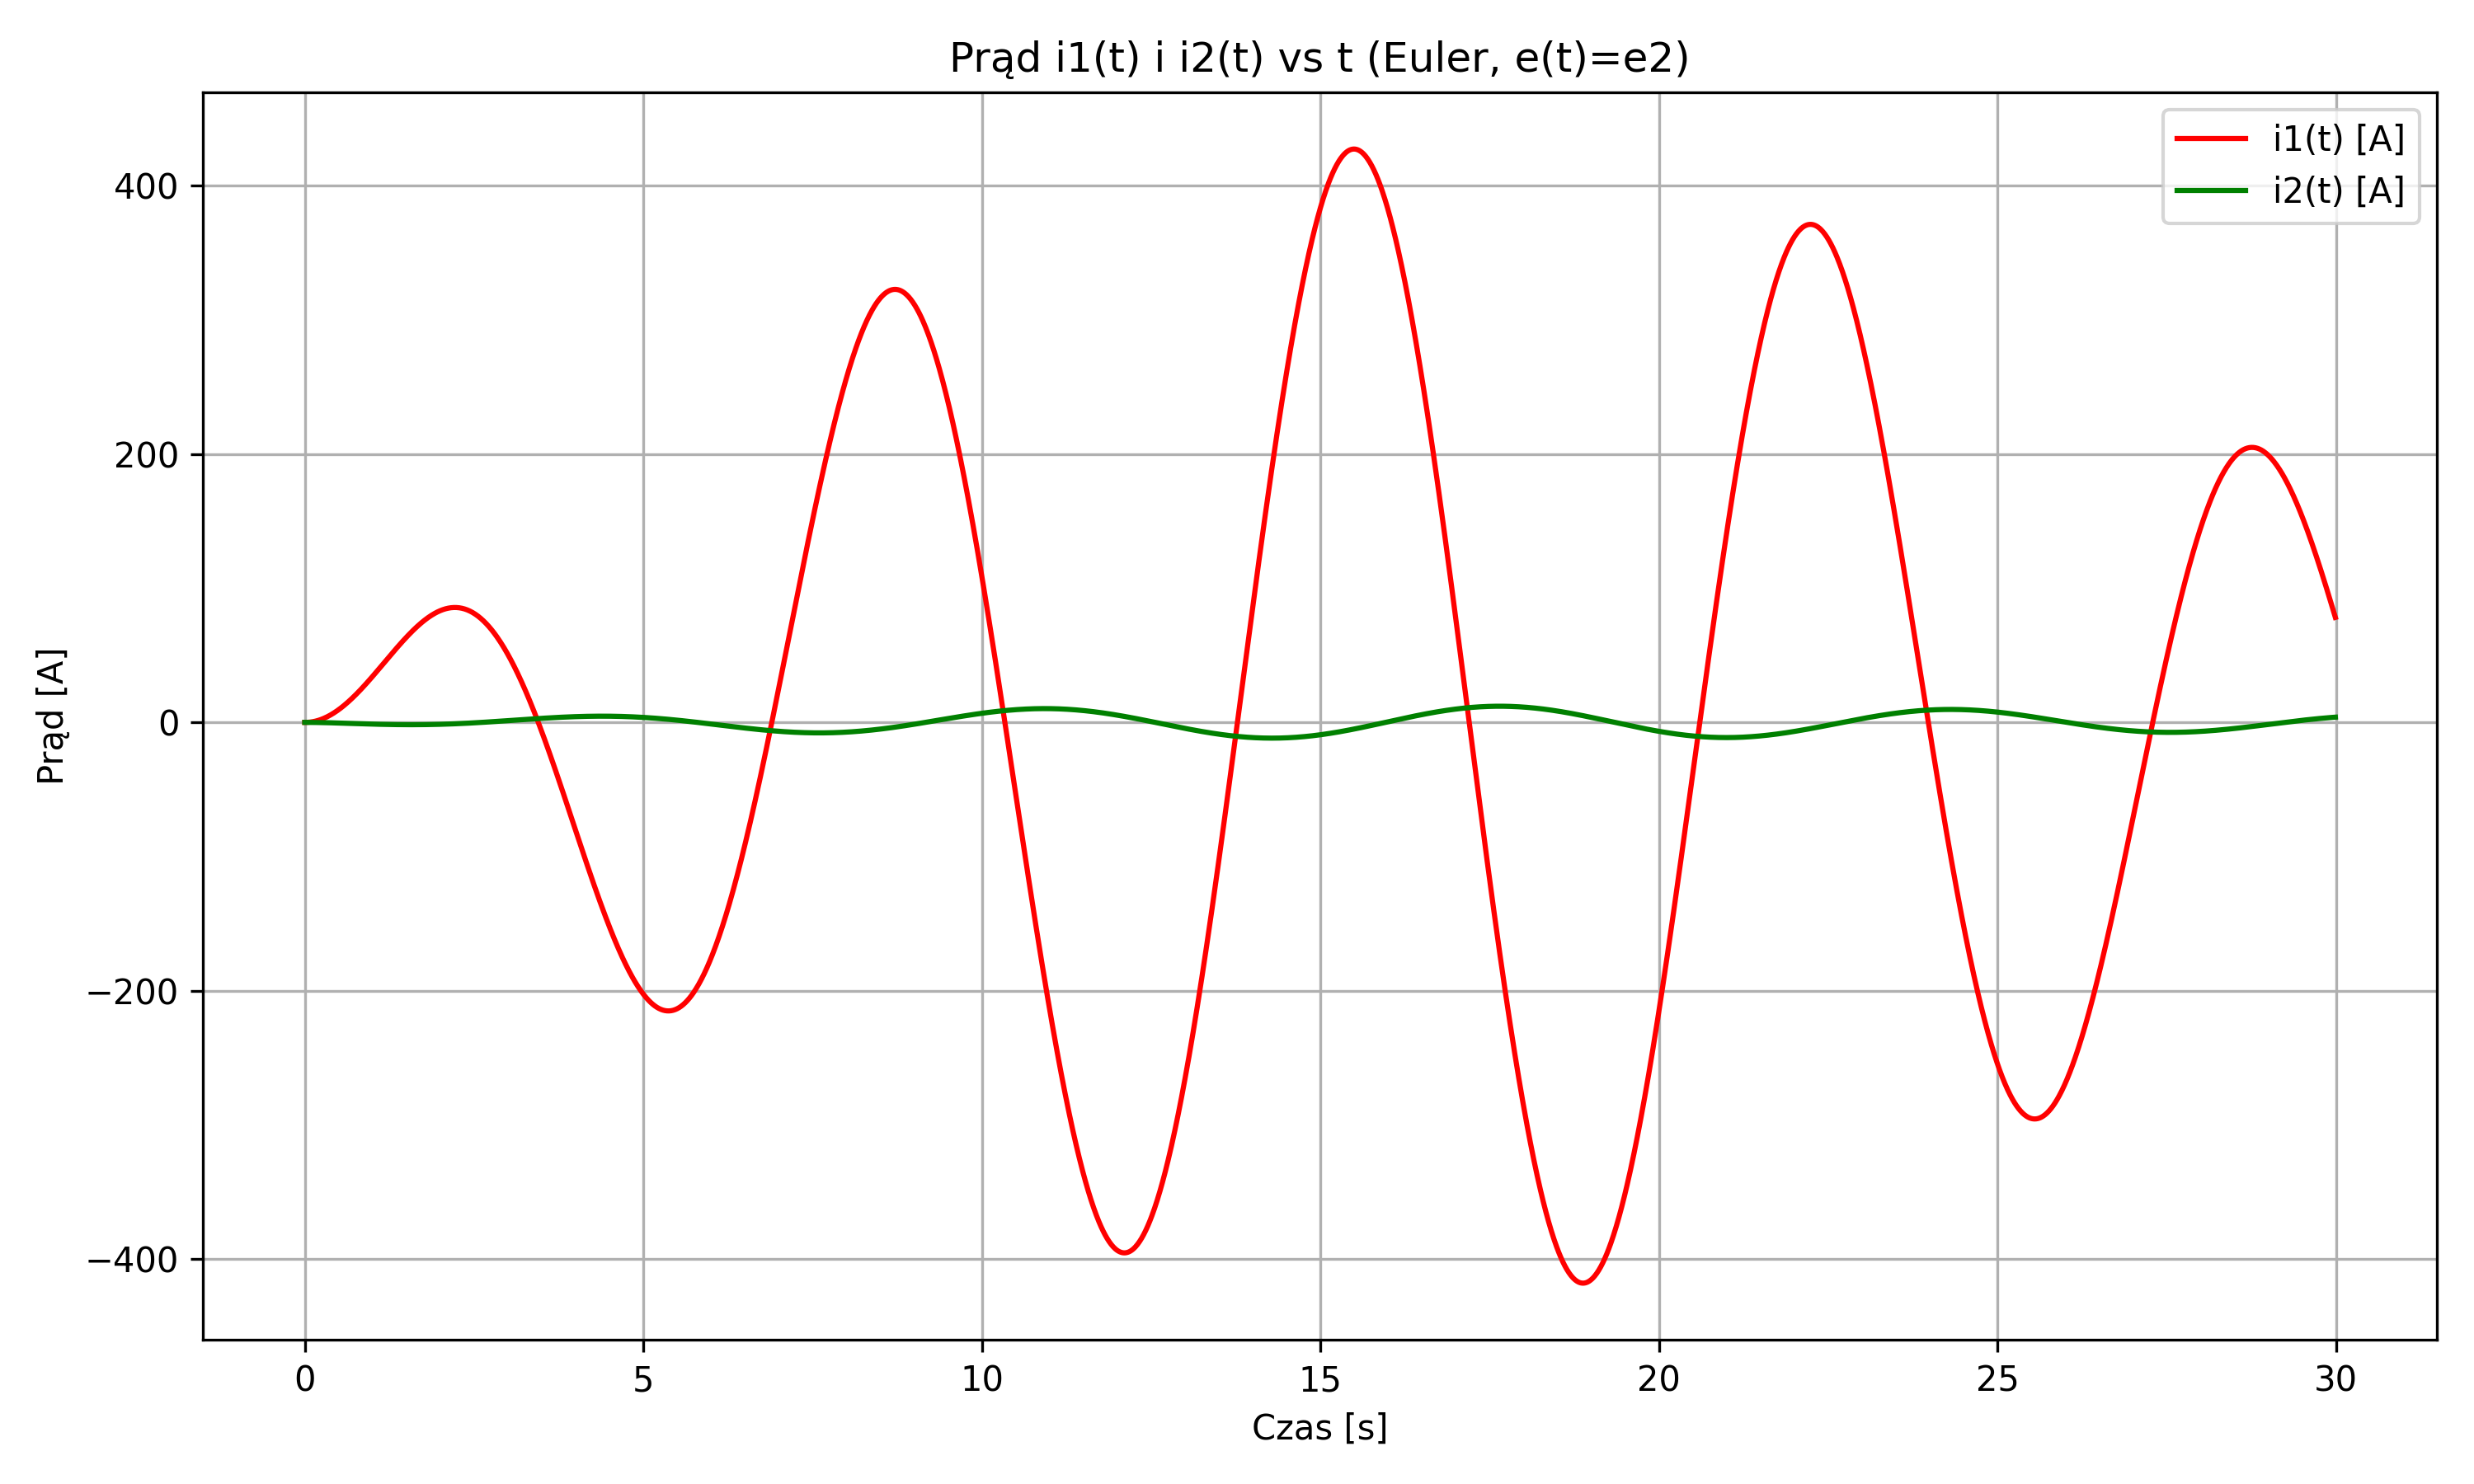 Prąd i1(t) i i2(t) vs t (Euler, e(t)=e2)
i1(t) [A]
i2(t) [A]
Prąd [A]
400
200
0
−200
−400
0 5 10 15 20 25 30
Czas [s]